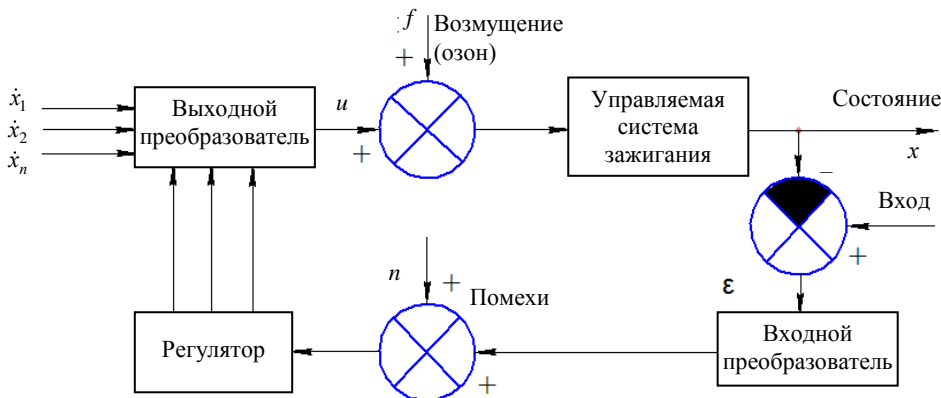 f Возмущение
+ (озон)
ẋ₁
ẋ₂
ẋₙ
Выходной
преобразователь
u
+
Управляемая
система
зажигания
Состояние
x
−
Вход
+
ε
n
+
Помехи
+
Регулятор
Входной
преобразователь